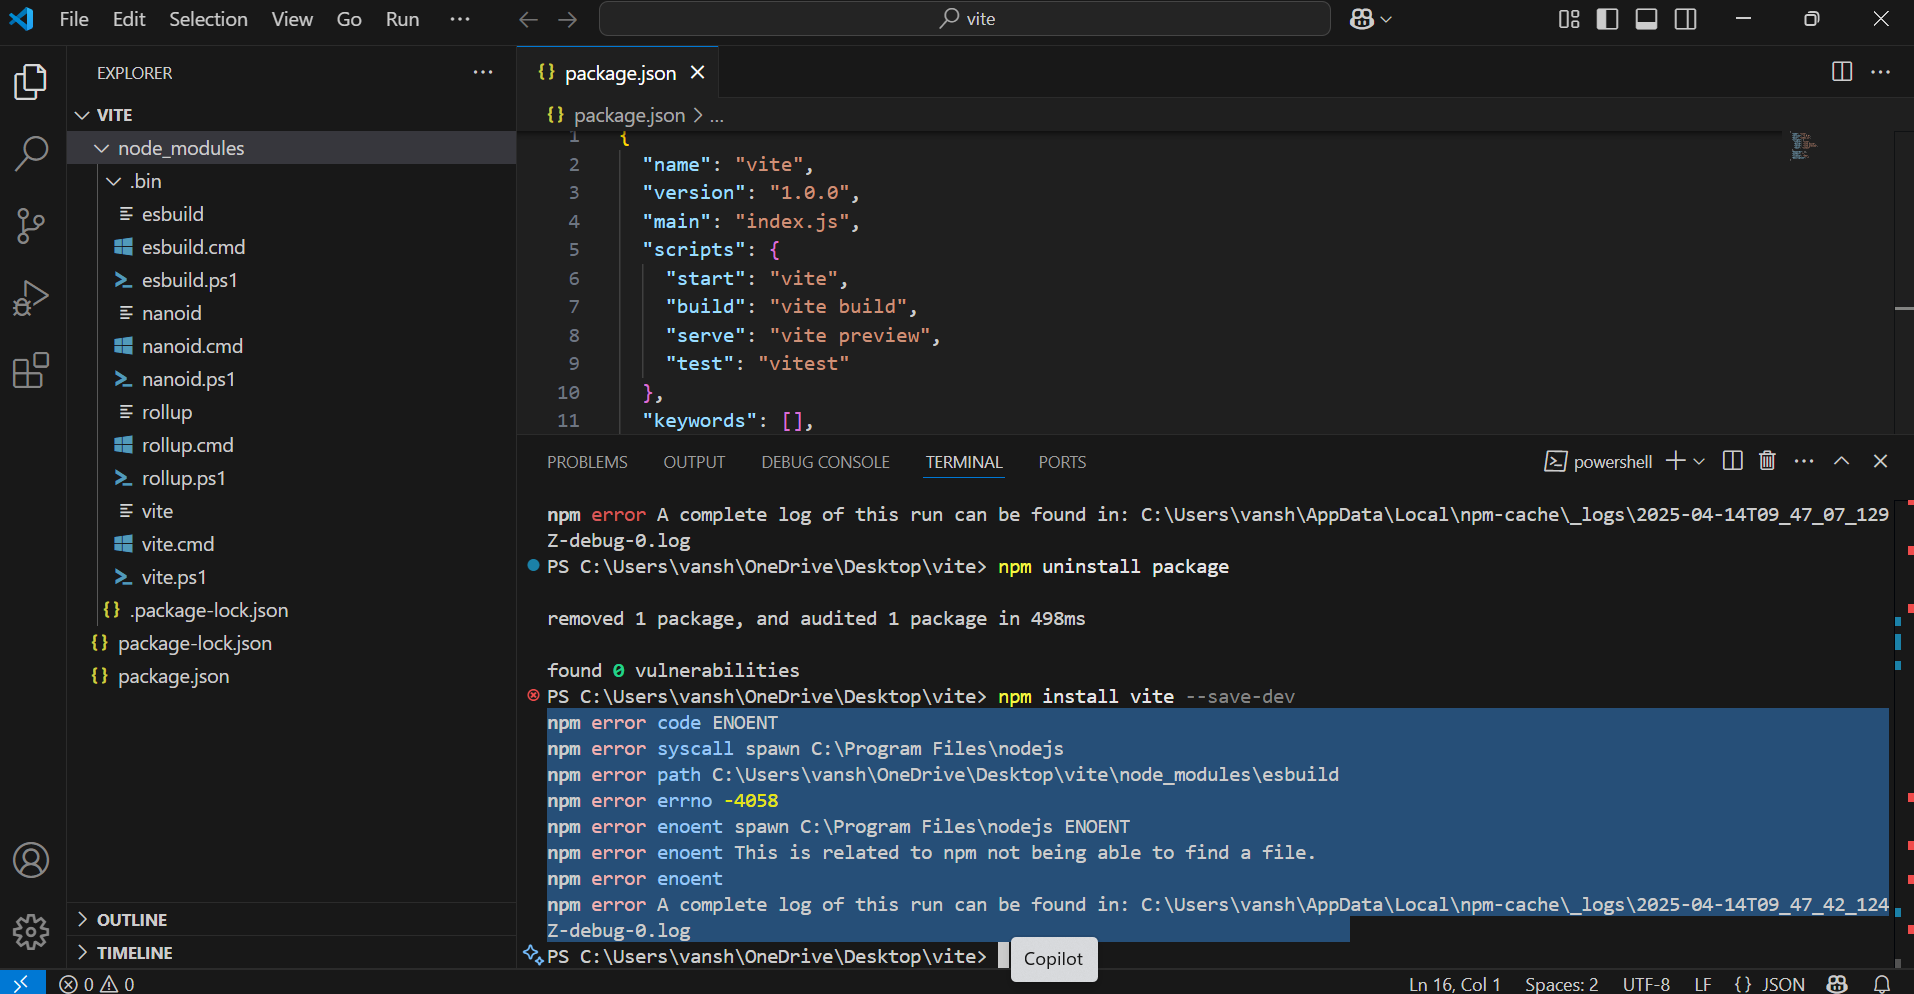 File Edit Selection View Go Run ··· vite
EXPLORER ···
VITE
node_modules
.bin
esbuild
esbuild.cmd
esbuild.ps1
nanoid
nanoid.cmd
nanoid.ps1
rollup
rollup.cmd
rollup.ps1
vite
vite.cmd
vite.ps1
.package-lock.json
package-lock.json
package.json
OUTLINE
TIMELINE
{} package.json
{} package.json > ...
1 {
2 "name": "vite",
3 "version": "1.0.0",
4 "main": "index.js",
5 "scripts": {
6 "start": "vite",
7 "build": "vite build",
8 "serve": "vite preview",
9 "test": "vitest"
10 },
11 "keywords": [],
PROBLEMS OUTPUT DEBUG CONSOLE TERMINAL PORTS powershell
npm error A complete log of this run can be found in: C:\Users\vansh\AppData\Local\npm-cache\_logs\2025-04-14T09_47_07_129
Z-debug-0.log
PS C:\Users\vansh\OneDrive\Desktop\vite> npm uninstall package
removed 1 package, and audited 1 package in 498ms
found 0 vulnerabilities
PS C:\Users\vansh\OneDrive\Desktop\vite> npm install vite --save-dev
npm error code ENOENT
npm error syscall spawn C:\Program Files\nodejs
npm error path C:\Users\vansh\OneDrive\Desktop\vite\node_modules\esbuild
npm error errno -4058
npm error enoent spawn C:\Program Files\nodejs ENOENT
npm error enoent This is related to npm not being able to find a file.
npm error enoent
npm error A complete log of this run can be found in: C:\Users\vansh\AppData\Local\npm-cache\_logs\2025-04-14T09_47_42_124
Z-debug-0.log
PS C:\Users\vansh\OneDrive\Desktop\vite>
Copilot
0 0 Ln 16, Col 1 Spaces: 2 UTF-8 LF {} JSON